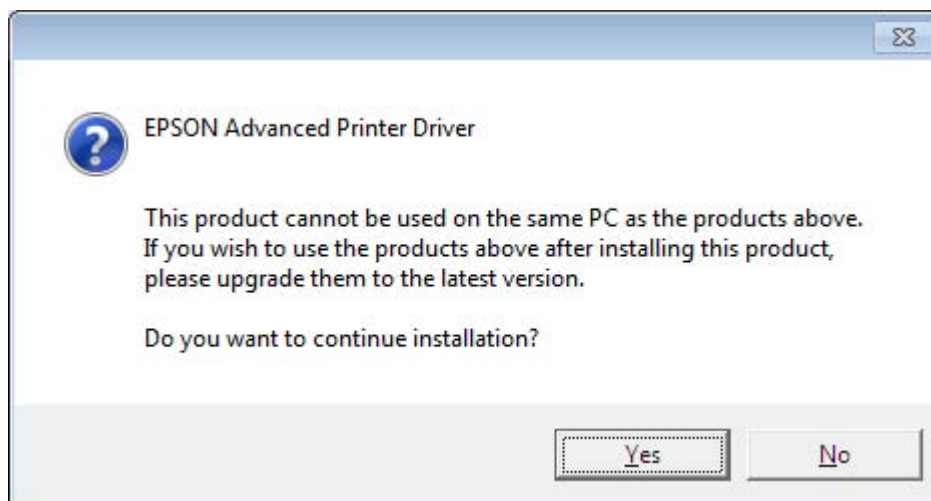 EPSON Advanced Printer Driver
This product cannot be used on the same PC as the products above.
If you wish to use the products above after installing this product,
please upgrade them to the latest version.
Do you want to continue installation?
Yes
No